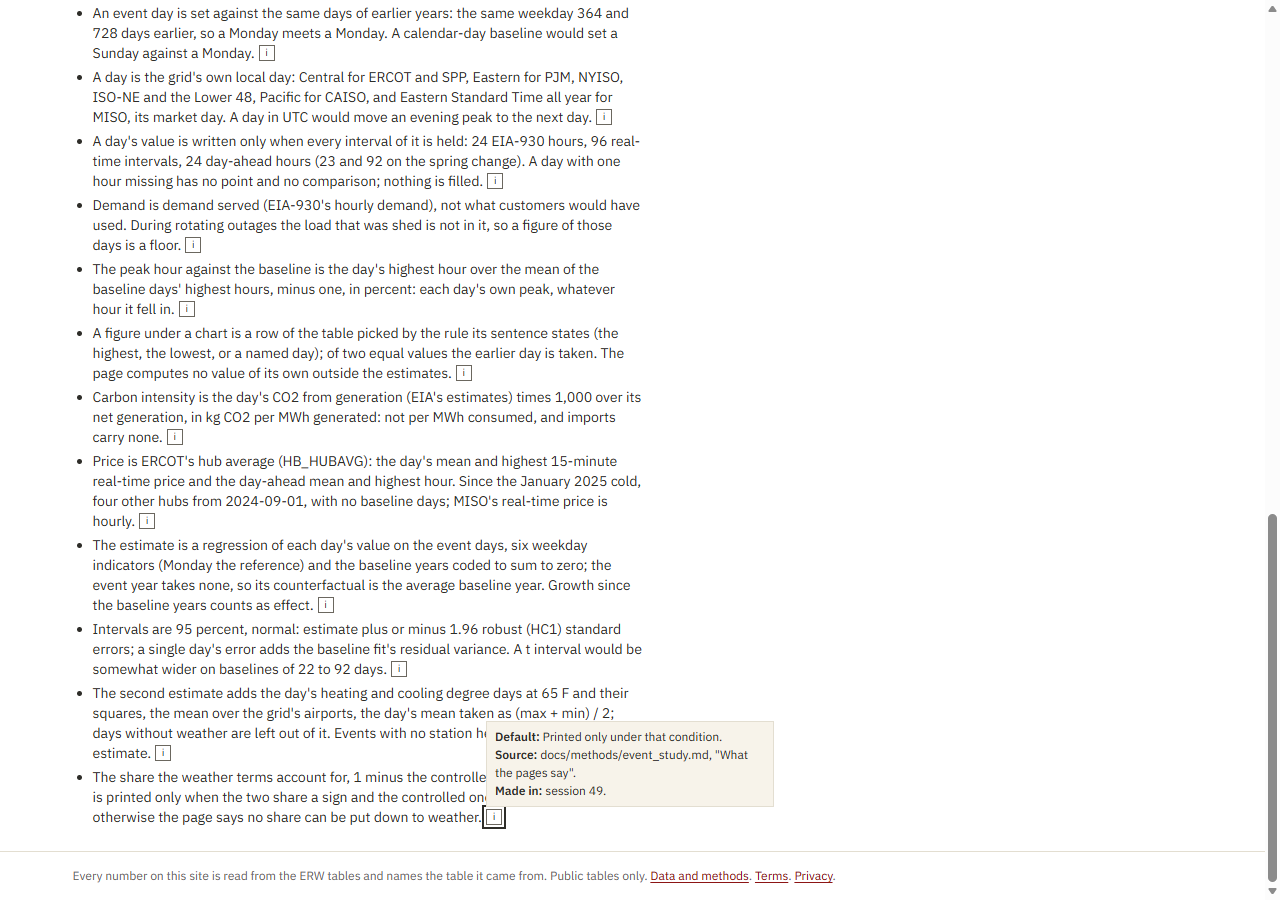 An event day is set against the same days of earlier years: the same weekday 364 and
728 days earlier, so a Monday meets a Monday. A calendar-day baseline would set a
Sunday against a Monday. i
A day is the grid's own local day: Central for ERCOT and SPP, Eastern for PJM, NYISO,
ISO-NE and the Lower 48, Pacific for CAISO, and Eastern Standard Time all year for
MISO, its market day. A day in UTC would move an evening peak to the next day. i
A day's value is written only when every interval of it is held: 24 EIA-930 hours, 96 real-
time intervals, 24 day-ahead hours (23 and 92 on the spring change). A day with one
hour missing has no point and no comparison; nothing is filled. i
Demand is demand served (EIA-930's hourly demand), not what customers would have
used. During rotating outages the load that was shed is not in it, so a figure of those
days is a floor. i
The peak hour against the baseline is the day's highest hour over the mean of the
baseline days' highest hours, minus one, in percent: each day's own peak, whatever
hour it fell in. i
A figure under a chart is a row of the table picked by the rule its sentence states (the
highest, the lowest, or a named day); of two equal values the earlier day is taken. The
page computes no value of its own outside the estimates. i
Carbon intensity is the day's CO2 from generation (EIA's estimates) times 1,000 over its
net generation, in kg CO2 per MWh generated: not per MWh consumed, and imports
carry none. i
Price is ERCOT's hub average (HB_HUBAVG): the day's mean and highest 15-minute
real-time price and the day-ahead mean and highest hour. Since the January 2025 cold,
four other hubs from 2024-09-01, with no baseline days; MISO's real-time price is
hourly. i
The estimate is a regression of each day's value on the event days, six weekday
indicators (Monday the reference) and the baseline years coded to sum to zero; the
event year takes none, so its counterfactual is the average baseline year. Growth since
the baseline years counts as effect. i
Intervals are 95 percent, normal: estimate plus or minus 1.96 robust (HC1) standard
errors; a single day's error adds the baseline fit's residual variance. A t interval would be
somewhat wider on baselines of 22 to 92 days. i
The second estimate adds the day's heating and cooling degree days at 65 F and their
squares, the mean over the grid's airports, the day's mean taken as (max + min) / 2;
days without weather are left out of it. Events with no station
estimate. i
The share the weather terms account for, 1 minus the
is printed only when the two share a sign and the controlled
otherwise the page says no share can be put down to weather. i
Default: Printed only under that condition.
Source: docs/methods/event_study.md, "What
the pages say".
Made in: session 49.
Every number on this site is read from the ERW tables and names the table it came from. Public tables only. Data and methods. Terms. Privacy.